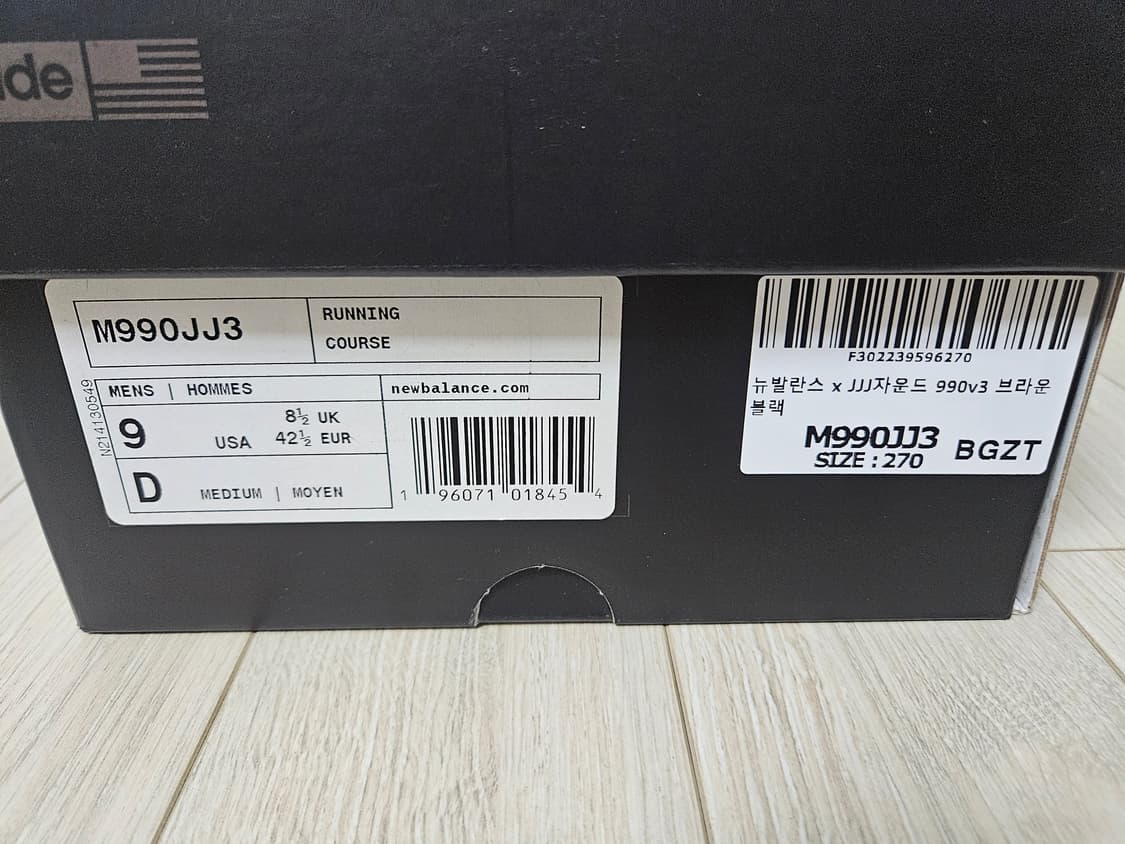 de
M990JJ3
RUNNING
COURSE
MENS | HOMMES
newbalance.com
N214130549
9
USA
8½ UK
42½ EUR
D
MEDIUM | MOYEN
1 96071 01845 4
F302239596270
뉴발란스 x JJJ자운드 990v3 브라운
블랙
M990JJ3
SIZE : 270
BGZT